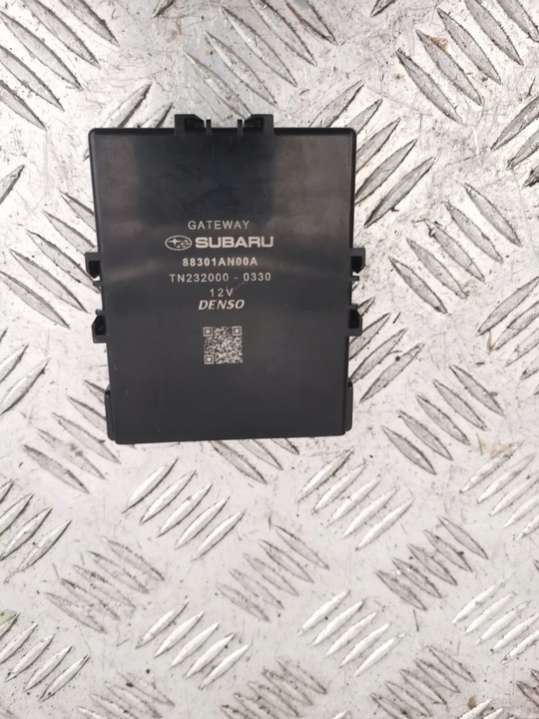 GATEWAY
SUBARU
88301AN00A
TN232000-0330
12V
DENSO